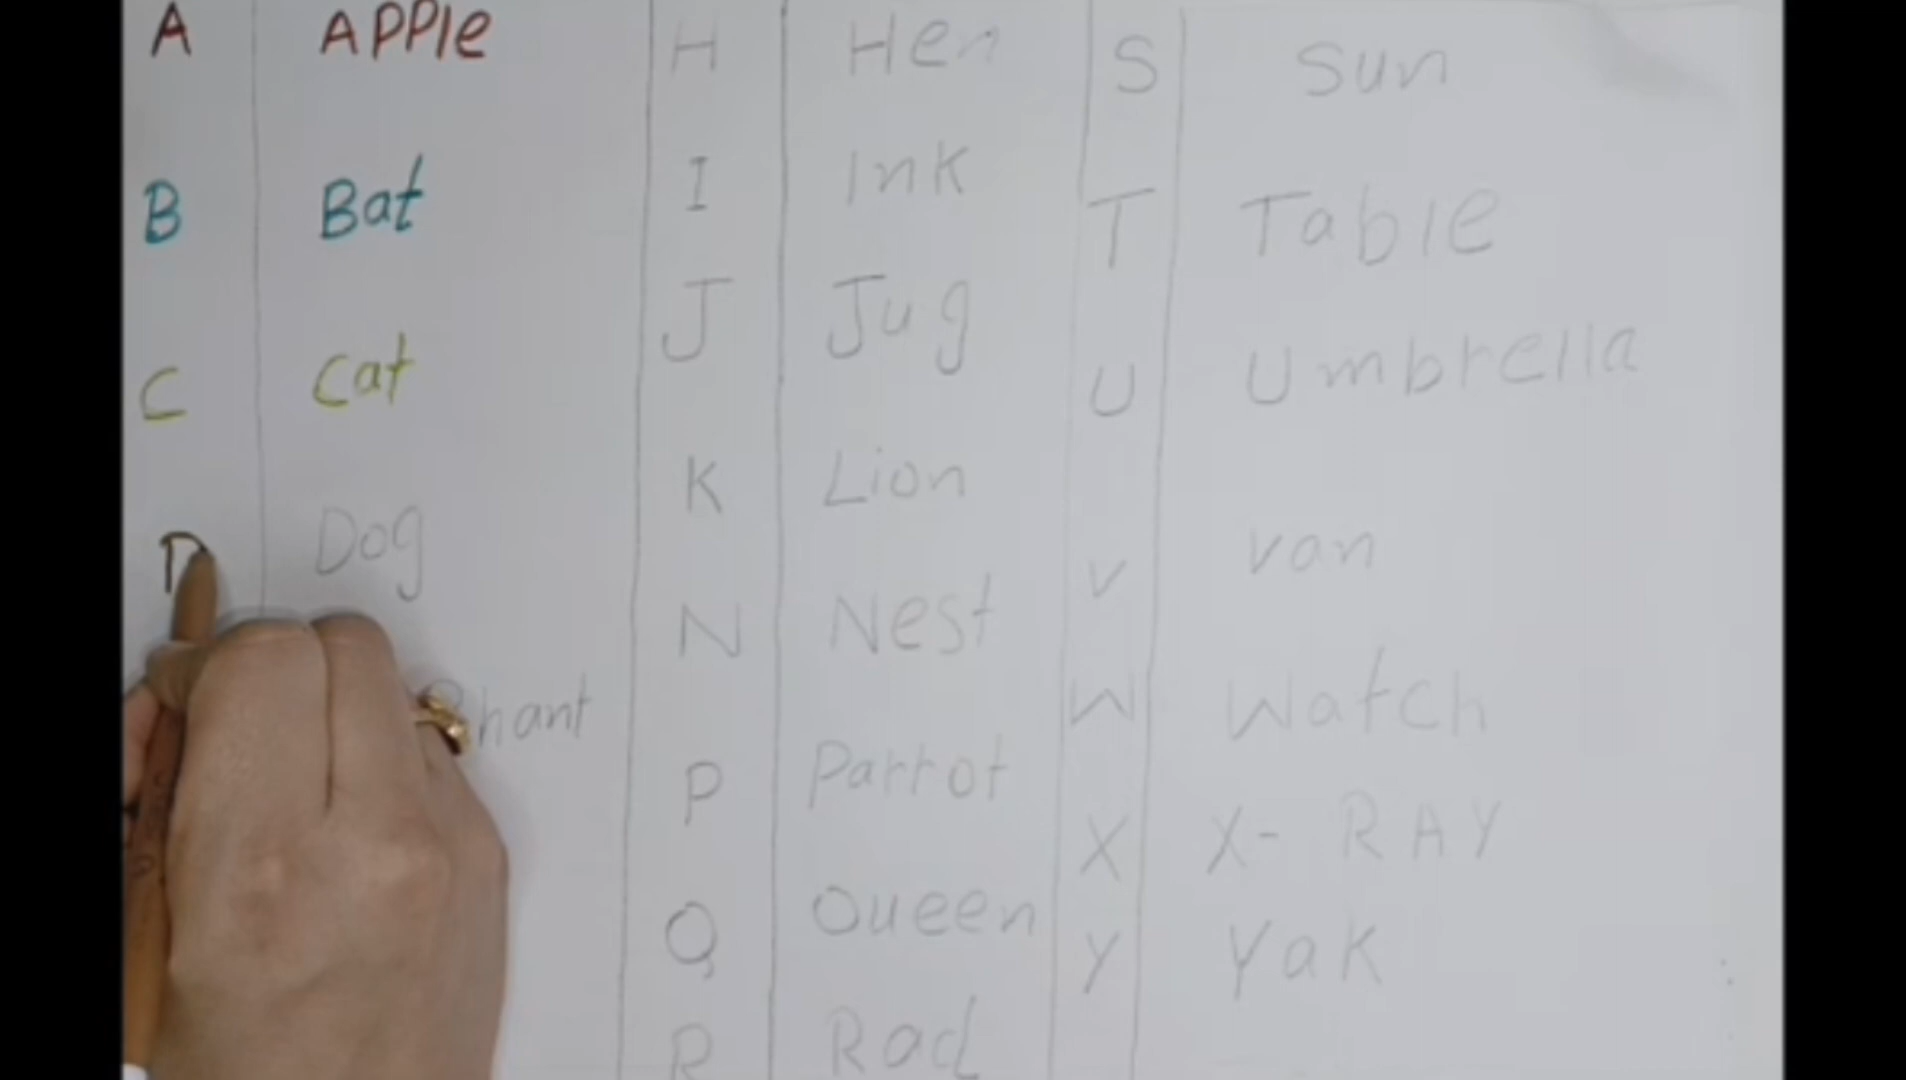 A APPle
B Bat
C Cat
D Dog
hant
H Hen
I Ink
J Jug
K Lion
N Nest
P Parrot
Q Oueen
R Rod
S Sun
T Table
U Umbrella
V Van
W Watch
X X- RAY
Y Yak